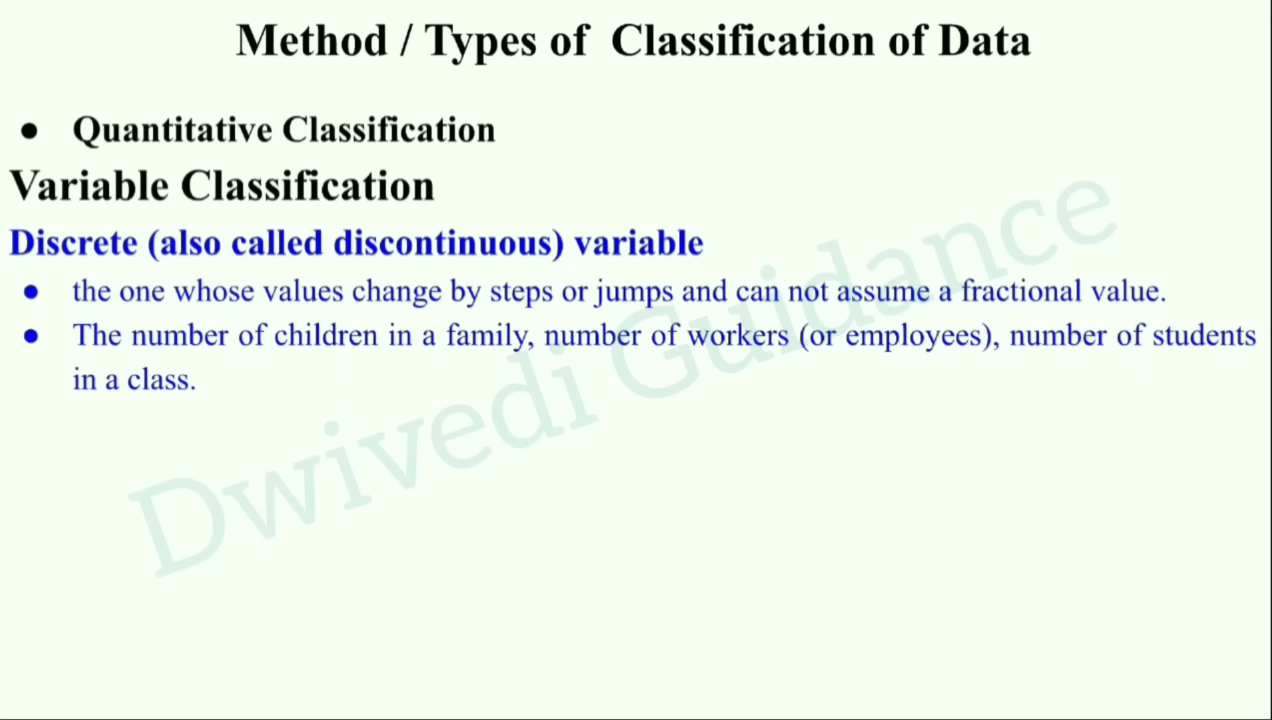 Method / Types of Classification of Data
● Quantitative Classification
Variable Classification
Discrete (also called discontinuous) variable
● the one whose values change by steps or jumps and can not assume a fractional value.
● The number of children in a family, number of workers (or employees), number of students
in a class.
Dwivedi Guidance